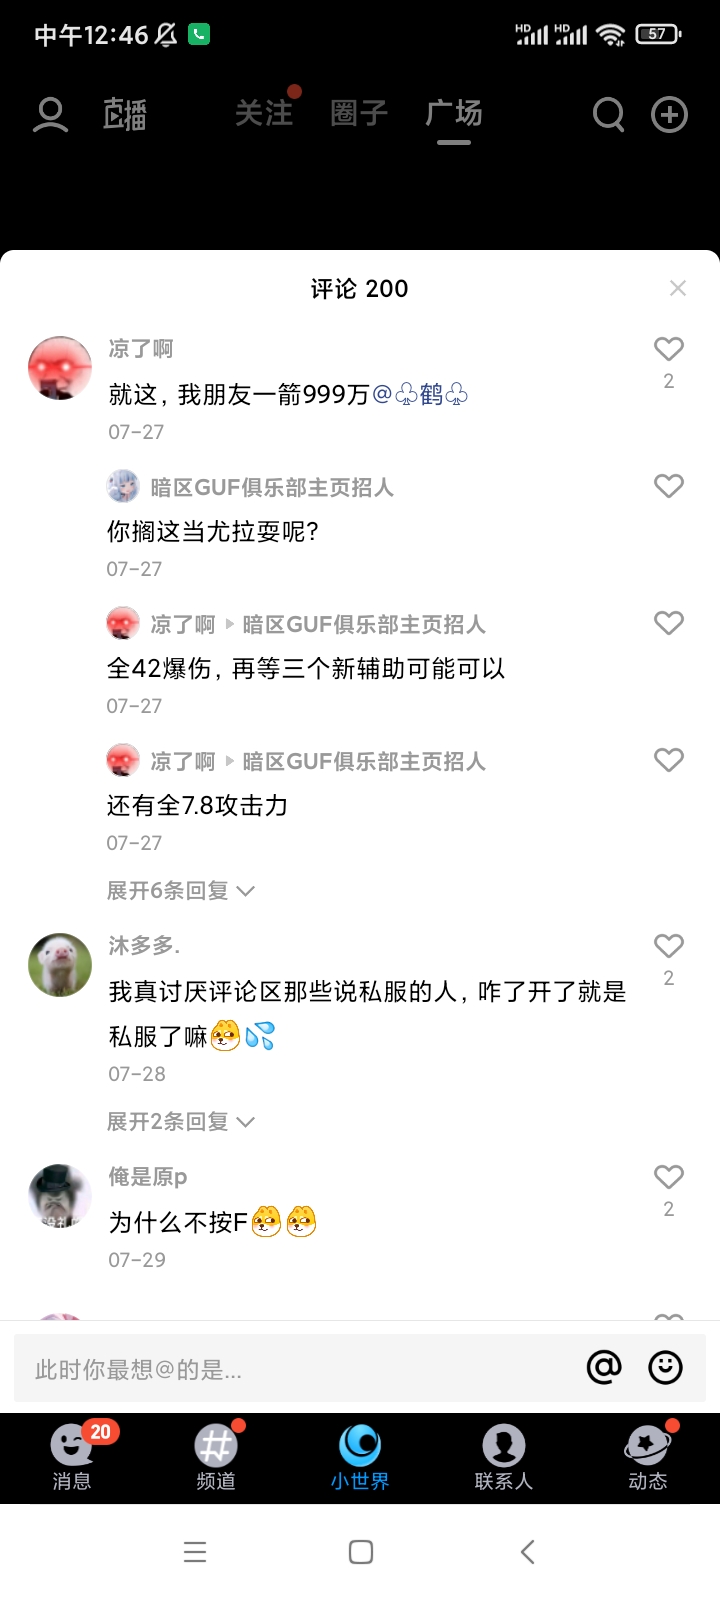 中午12:46
HD HD 57
直播 关注 圈子 广场
评论 200
凉了啊
就这，我朋友一箭999万@♧鹤♧
2
07-27
暗区GUF俱乐部主页招人
你搁这当尤拉耍呢？
07-27
凉了啊 ▸ 暗区GUF俱乐部主页招人
全42爆伤，再等三个新辅助可能可以
07-27
凉了啊 ▸ 暗区GUF俱乐部主页招人
还有全7.8攻击力
07-27
展开6条回复
沐多多.
我真讨厌评论区那些说私服的人，咋了开了就是
2
私服了嘛
07-28
展开2条回复
俺是原p
为什么不按F
2
07-29
此时你最想@的是...
@
20
消息 频道 小世界 联系人 动态